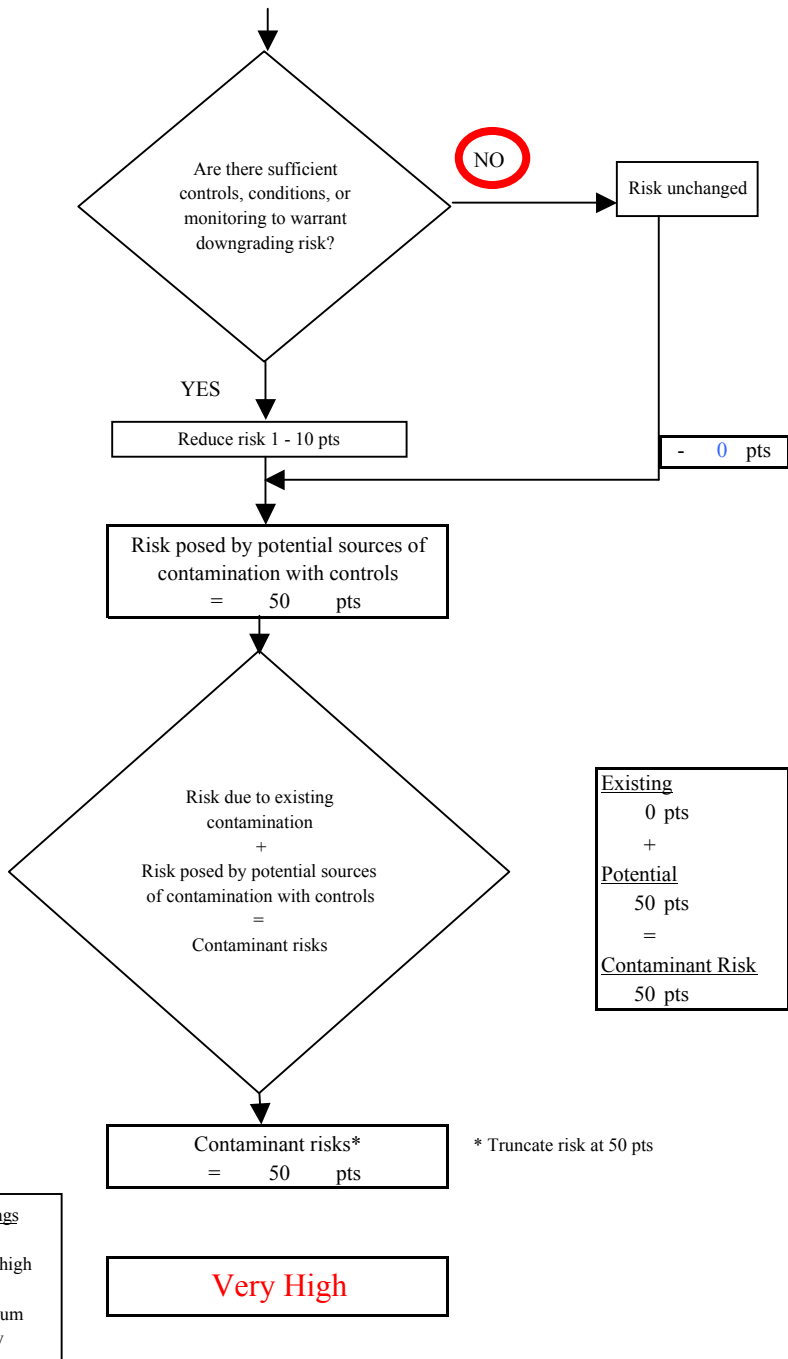 Are there sufficient
controls, conditions, or
monitoring to warrant
downgrading risk?
NO
Risk unchanged
YES
Reduce risk 1 - 10 pts
- 0 pts
Risk posed by potential sources of
contamination with controls
= 50 pts
Risk due to existing
contamination
+
Risk posed by potential sources
of contamination with controls
=
Contaminant risks
Existing
0 pts
+
Potential
50 pts
=
Contaminant Risk
50 pts
Contaminant risks*
= 50 pts
* Truncate risk at 50 pts
high
Very High